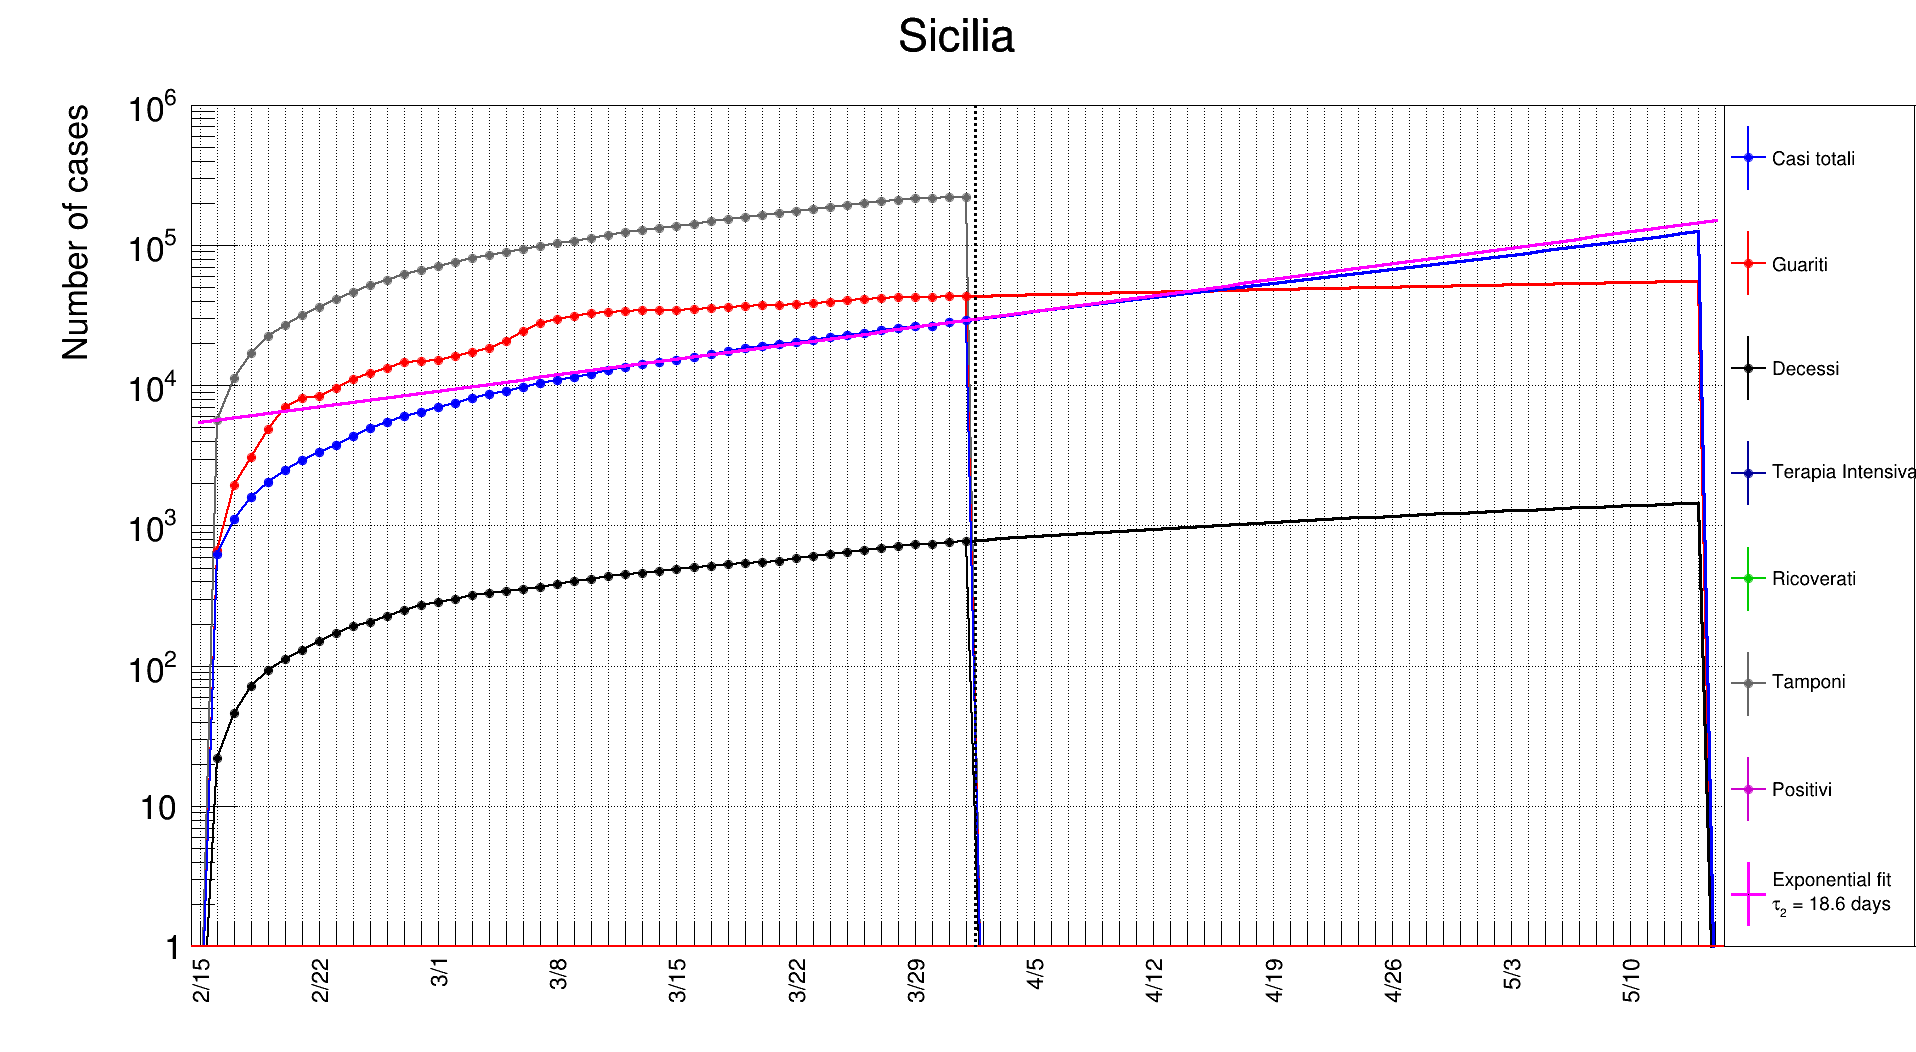 Sicilia
Number of cases
10^6
10^5
10^4
10^3
10^2
10
1
2/15 2/22 3/1 3/8 3/15 3/22 3/29 4/5 4/12 4/19 4/26 5/3 5/10
Casi totali
Guariti
Decessi
Terapia Intensiva
Ricoverati
Tamponi
Positivi
Exponential fit
τ_2 = 18.6 days